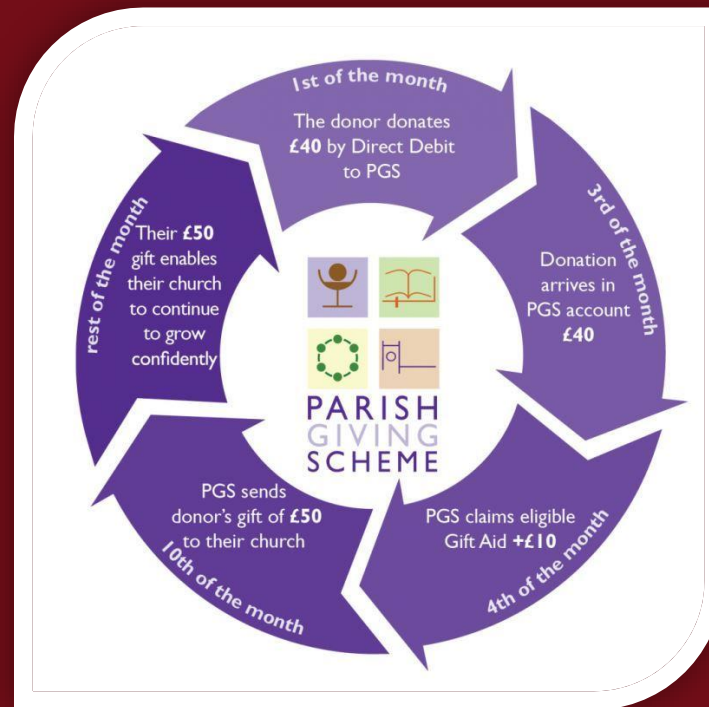 1st of the month
The donor donates
£40 by Direct Debit
to PGS
3rd of the month
Donation
arrives in
PGS account
£40
4th of the month
PGS claims eligible
Gift Aid +£10
10th of the month
PGS sends
donor's gift of £50
to their church
rest of the month
Their £50
gift enables
their church
to continue
to grow
confidently
PARISH
GIVING
SCHEME